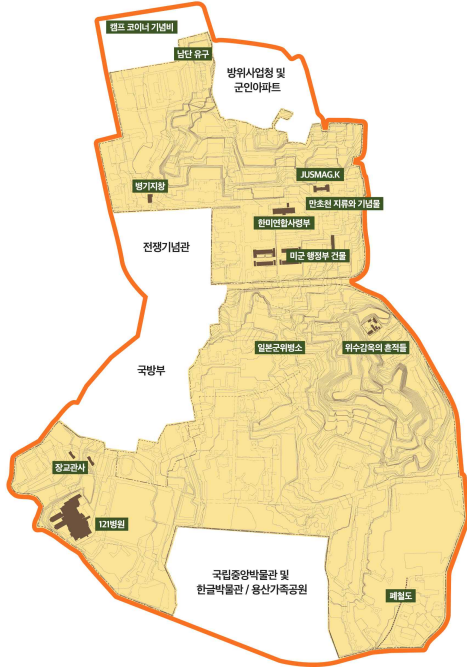 캠프 코이너 기념비
남단 유구
방위사업청 및
군인아파트
JUSMAG.K
병기지창
만초천 지류와 기념물
한미연합사령부
전쟁기념관
미군 행정부 건물
일본군위병소
위수감옥의 흔적들
국방부
장교관사
121병원
국립중앙박물관 및
한글박물관 / 용산가족공원
폐철도